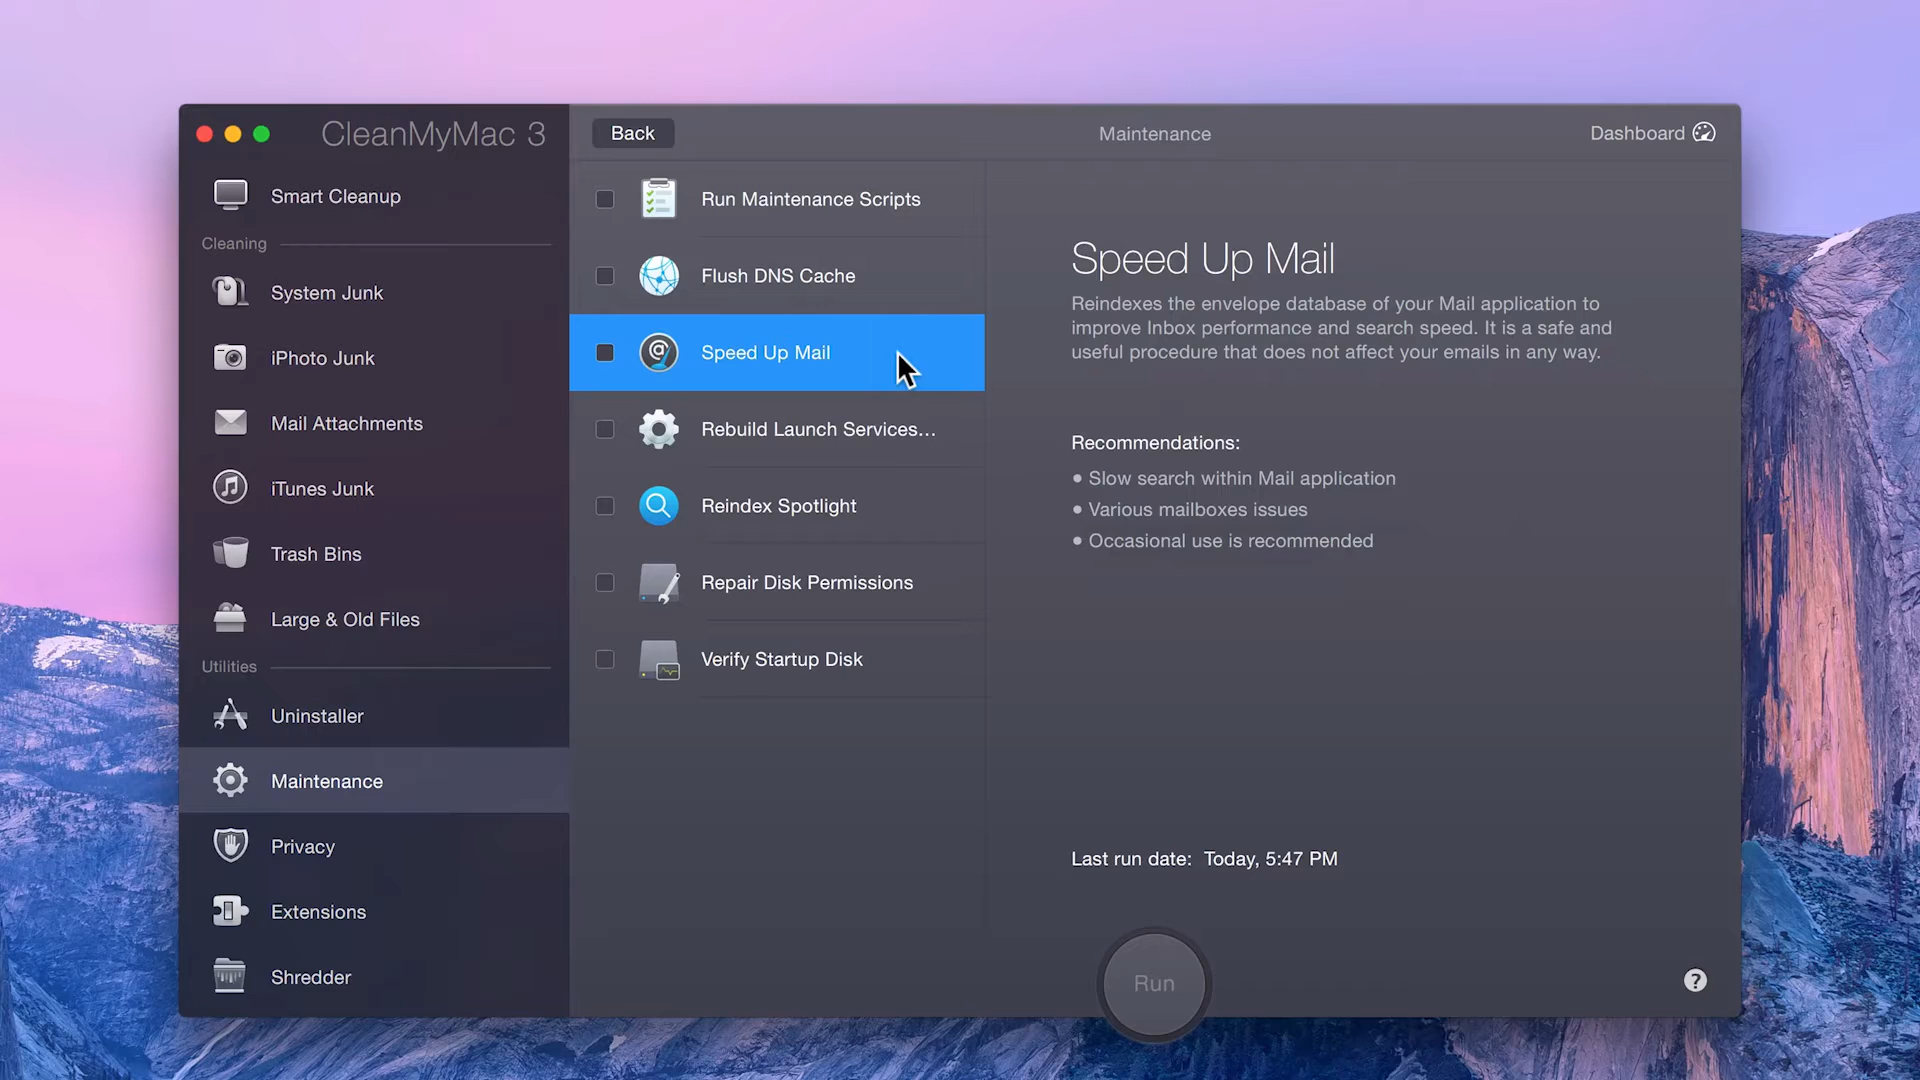 CleanMyMac 3
Smart Cleanup
Cleaning
System Junk
iPhoto Junk
Mail Attachments
iTunes Junk
Trash Bins
Large & Old Files
Utilities
Uninstaller
Maintenance
Privacy
Extensions
Shredder
Back
Maintenance
Dashboard
Run Maintenance Scripts
Flush DNS Cache
Speed Up Mail
Rebuild Launch Services...
Reindex Spotlight
Repair Disk Permissions
Verify Startup Disk
Speed Up Mail
Reindexes the envelope database of your Mail application to
improve Inbox performance and search speed. It is a safe and
useful procedure that does not affect your emails in any way.
Recommendations:
• Slow search within Mail application
• Various mailboxes issues
• Occasional use is recommended
Last run date: Today, 5:47 PM
Run
?